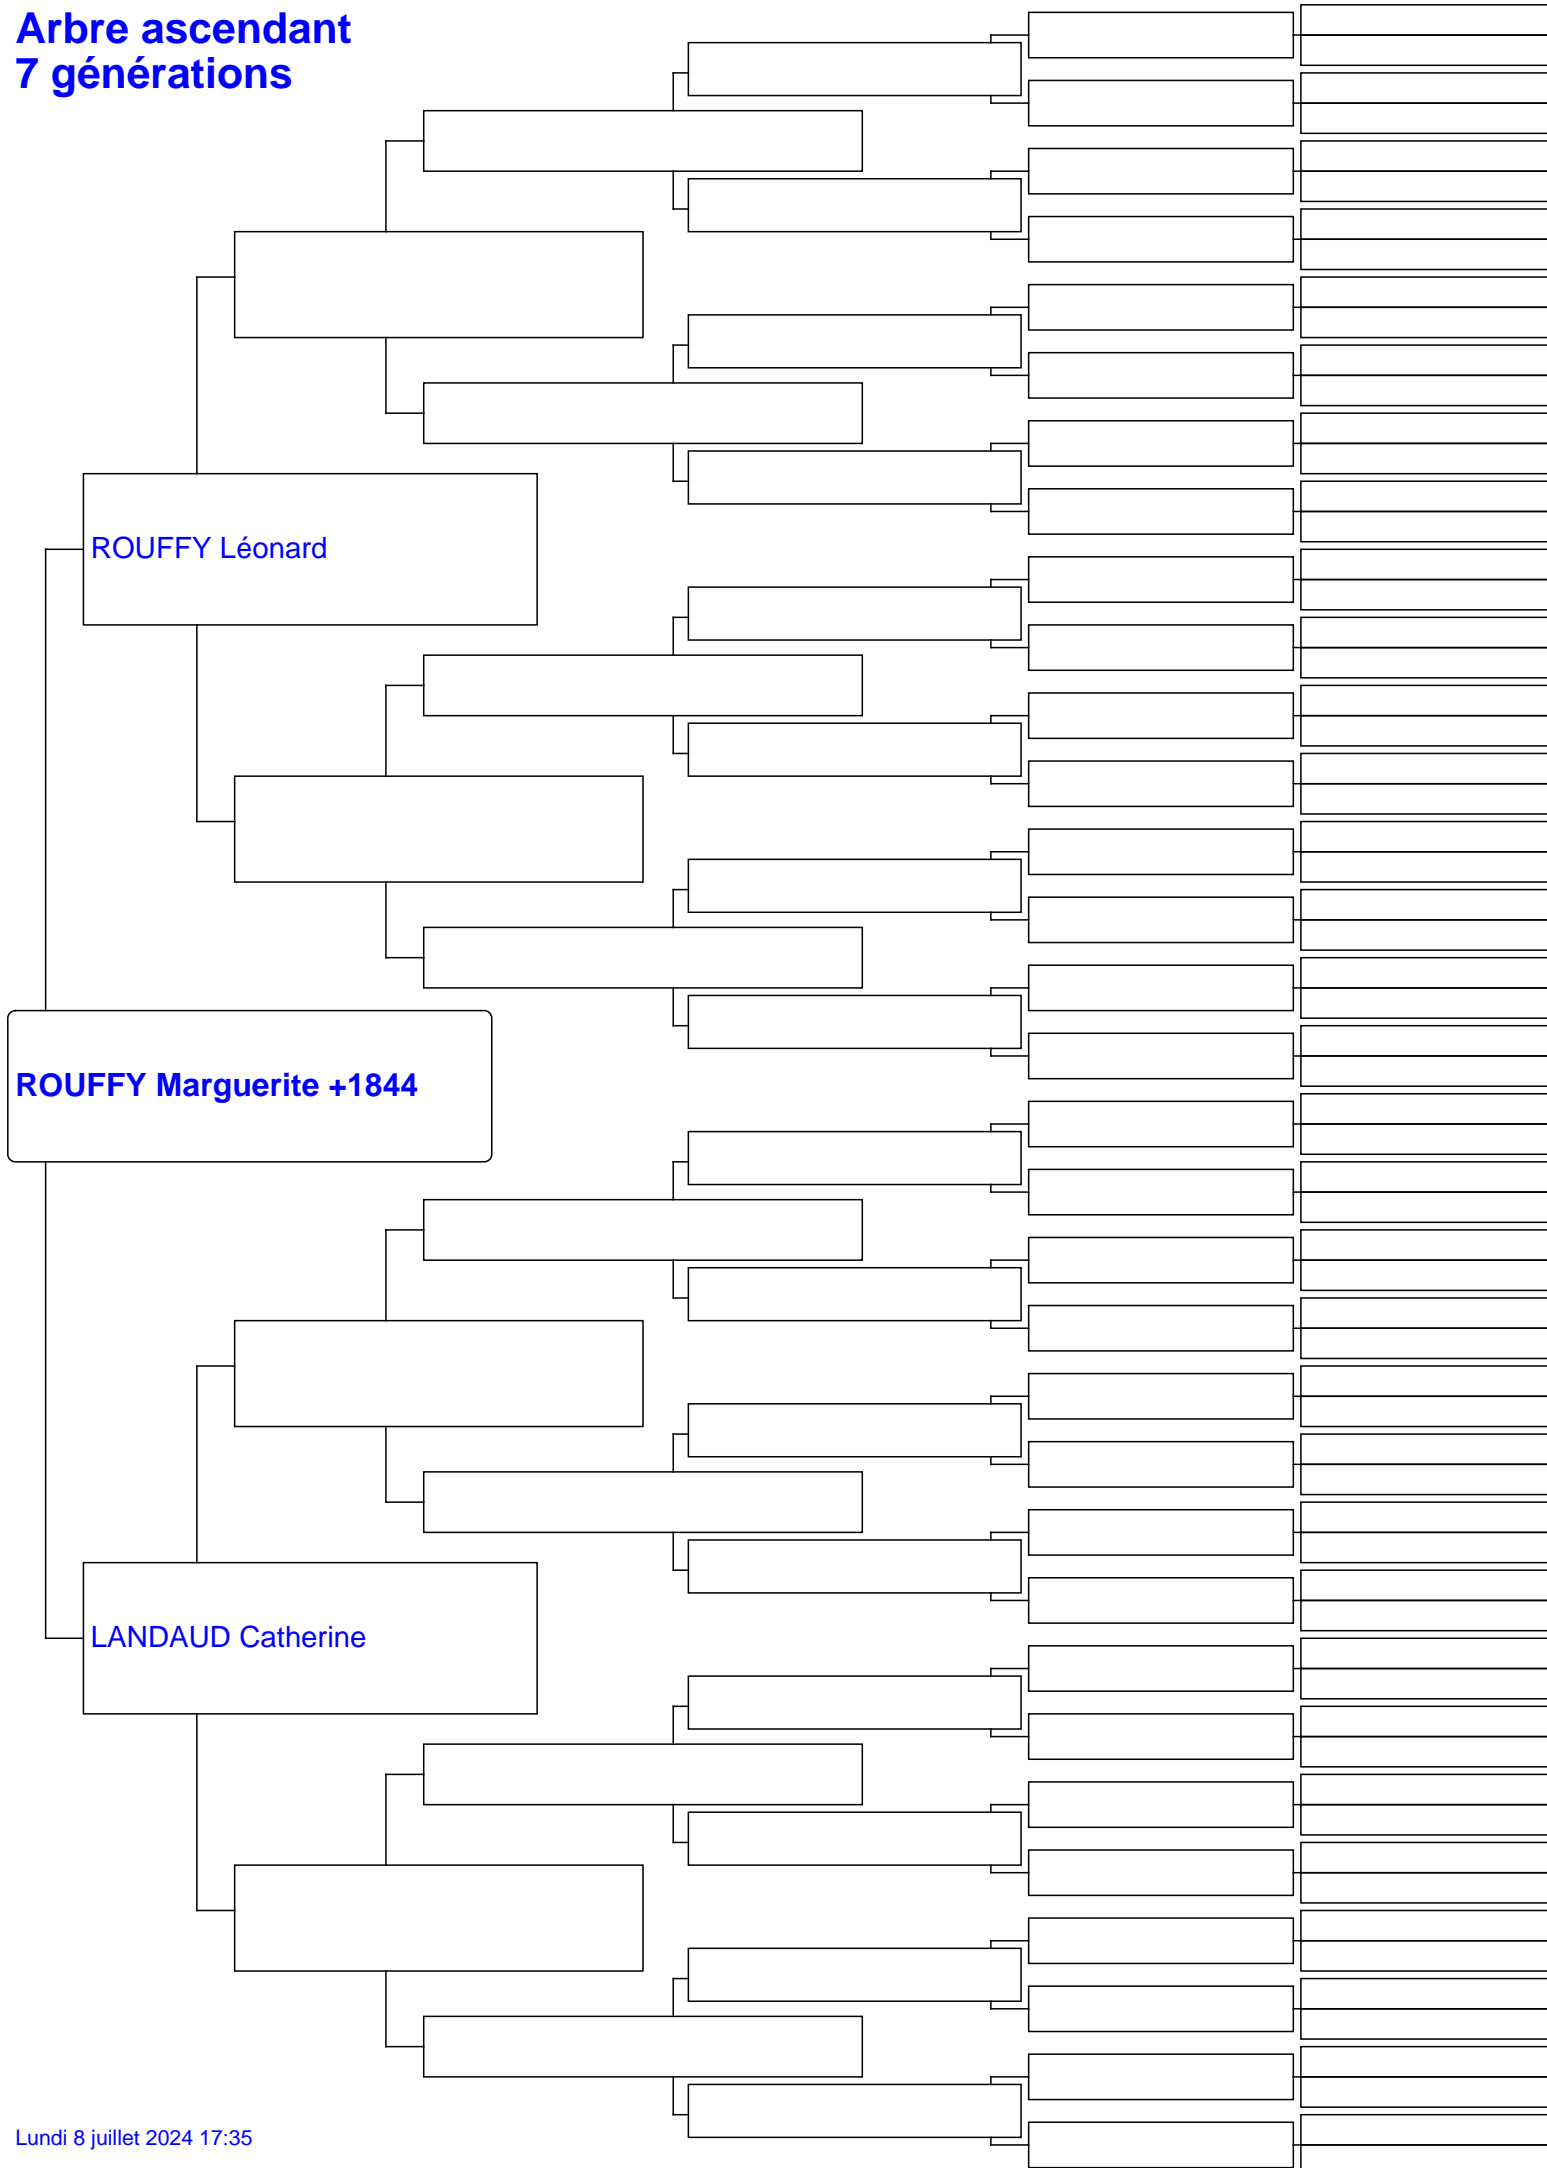 Arbre ascendant
7 générations
ROUFFY Léonard
ROUFFY Marguerite +1844
LANDAUD Catherine
Lundi 8 juillet 2024 17:35